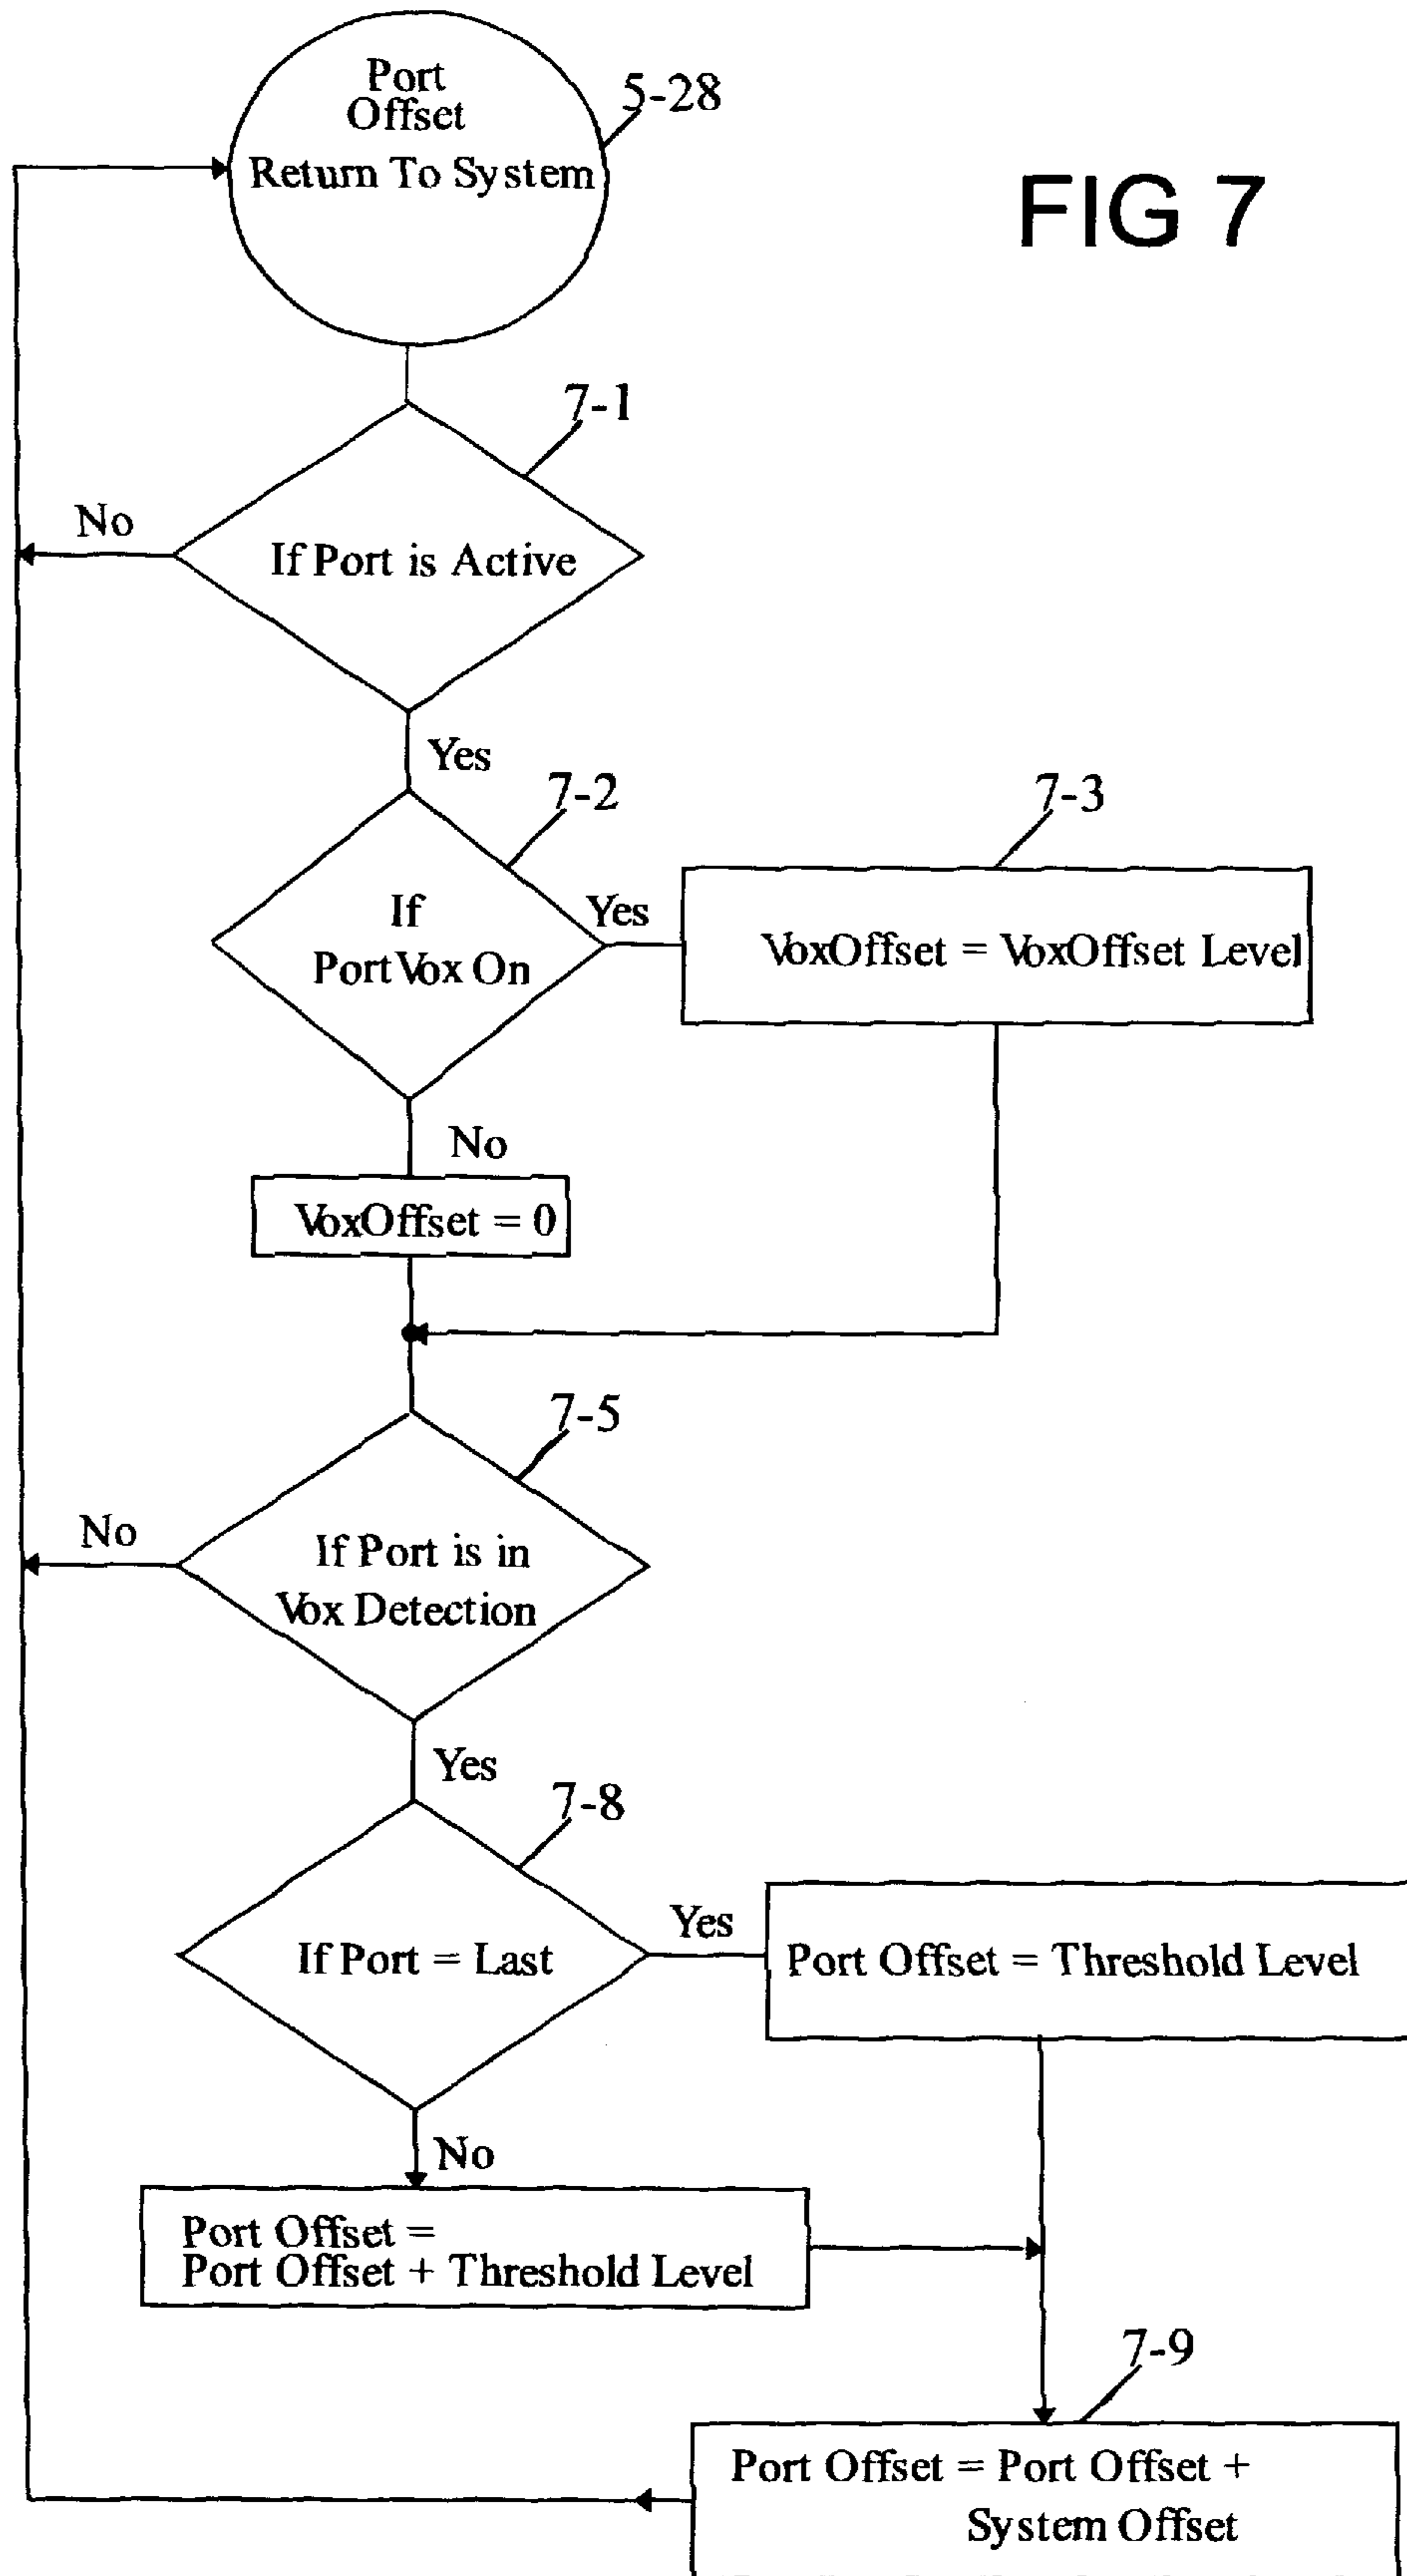 Port
Offset
Return To System
5-28
FIG 7
7-1
No
If Port is Active
Yes
7-2
7-3
If
Port Vox On
Yes
VoxOffset = VoxOffset Level
No
VoxOffset = 0
7-5
No
If Port is in
Vox Detection
Yes
7-8
If Port = Last
Yes
Port Offset = Threshold Level
No
Port Offset =
Port Offset + Threshold Level
7-9
Port Offset = Port Offset +
System Offset